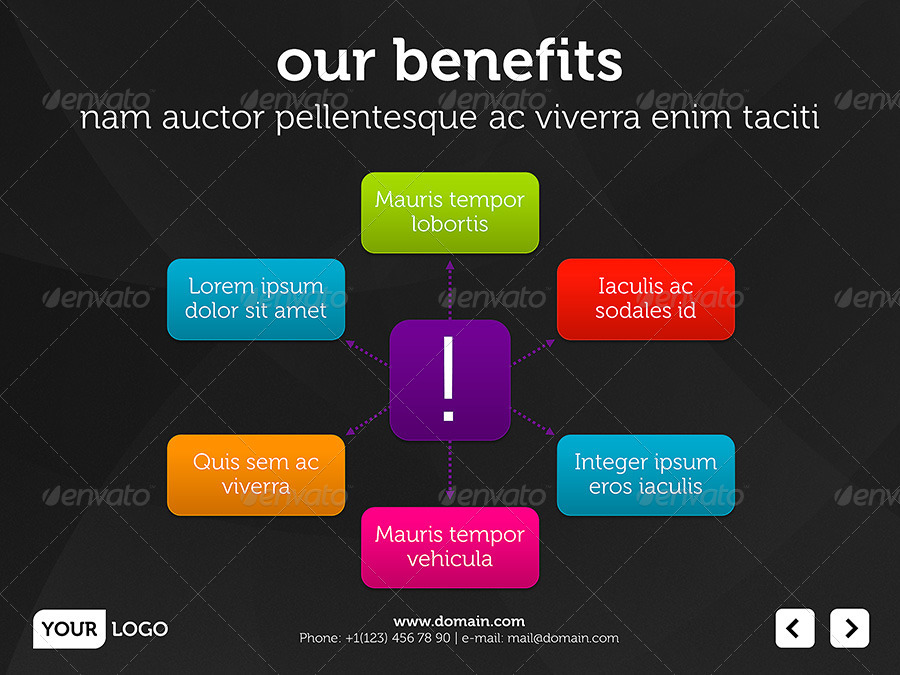 our benefits
nam auctor pellentesque ac viverra enim taciti
Mauris tempor
lobortis
Lorem ipsum
dolor sit amet
Iaculis ac
sodales id
!
Quis sem ac
viverra
Integer ipsum
eros iaculis
Mauris tempor
vehicula
YOUR LOGO
www.domain.com
Phone: +1(123) 456 78 90 | e-mail: mail@domain.com
envato envato envato envato
envato envato envato envato
envato envato envato envato